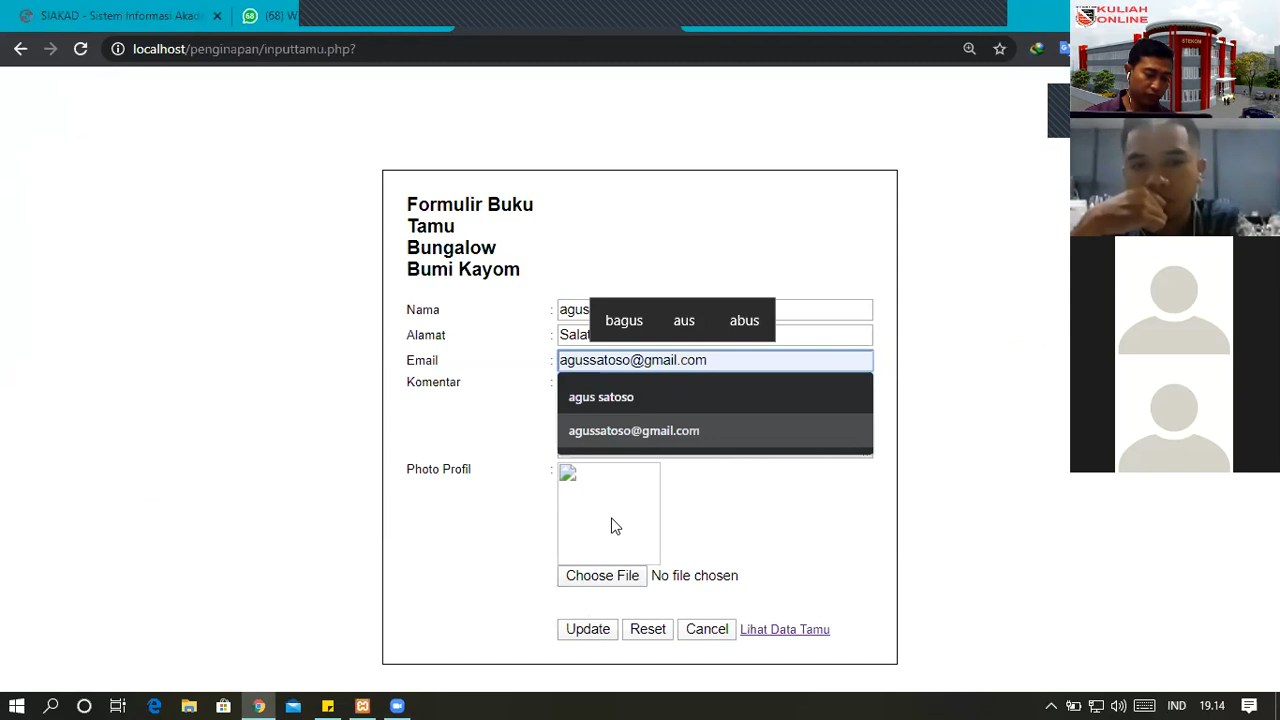 SIAKAD - Sistem Informasi Akad
(68) W
localhost/penginapan/inputtamu.php?
KULIAH
ONLINE
STEKOM
Formulir Buku
Tamu
Bungalow
Bumi Kayom
Nama : agus
bagus aus abus
Alamat : Salat
Email : agussatoso@gmail.com
Komentar :
agus satoso
agussatoso@gmail.com
Photo Profil :
Choose File No file chosen
Update Reset Cancel Lihat Data Tamu
IND 19.14